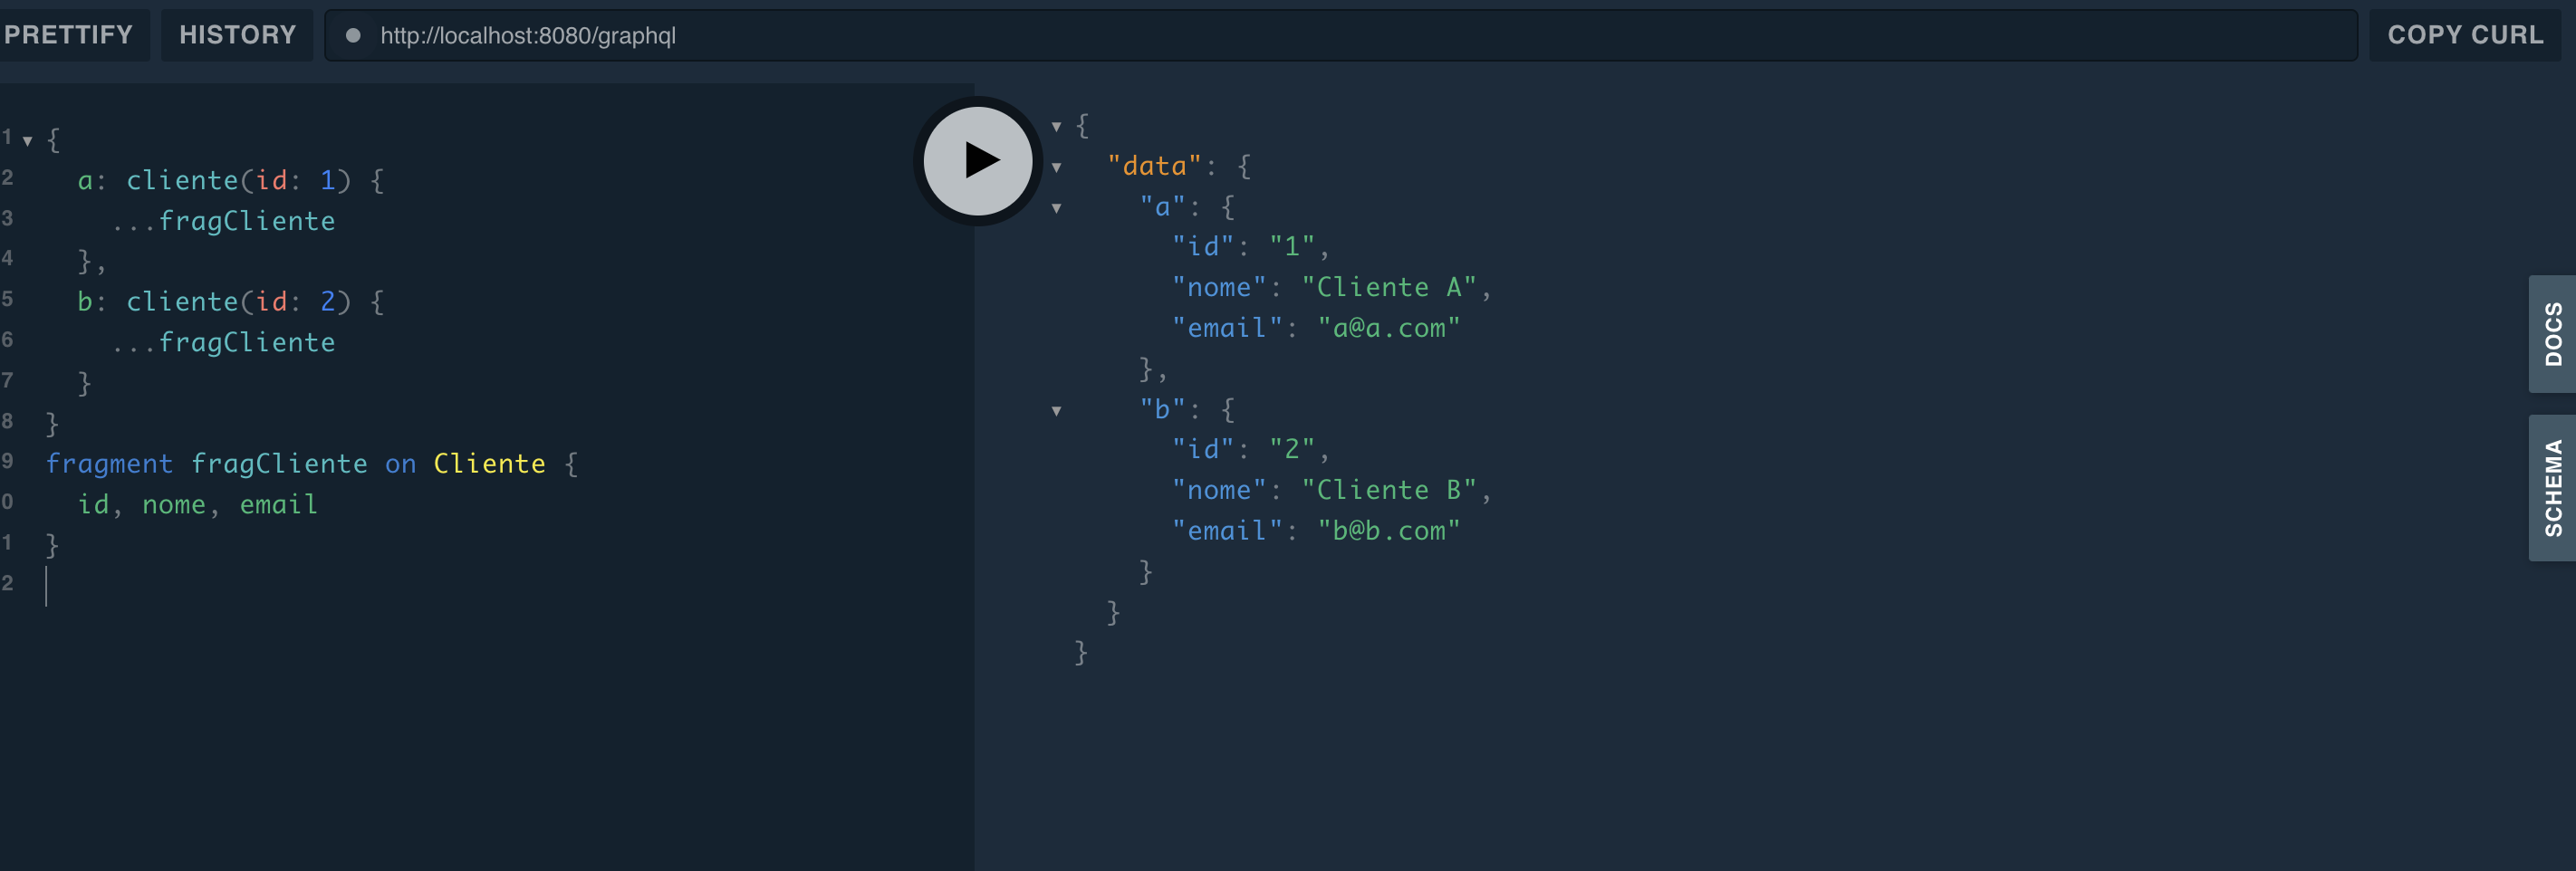 PRETTIFY HISTORY http://localhost:8080/graphql COPY CURL
1 {
2 a: cliente(id: 1) {
3 ...fragCliente
4 },
5 b: cliente(id: 2) {
6 ...fragCliente
7 }
8 }
9 fragment fragCliente on Cliente {
0 id, nome, email
1 }
2
{
"data": {
"a": {
"id": "1",
"nome": "Cliente A",
"email": "a@a.com"
},
"b": {
"id": "2",
"nome": "Cliente B",
"email": "b@b.com"
}
}
}
DOCS
SCHEMA